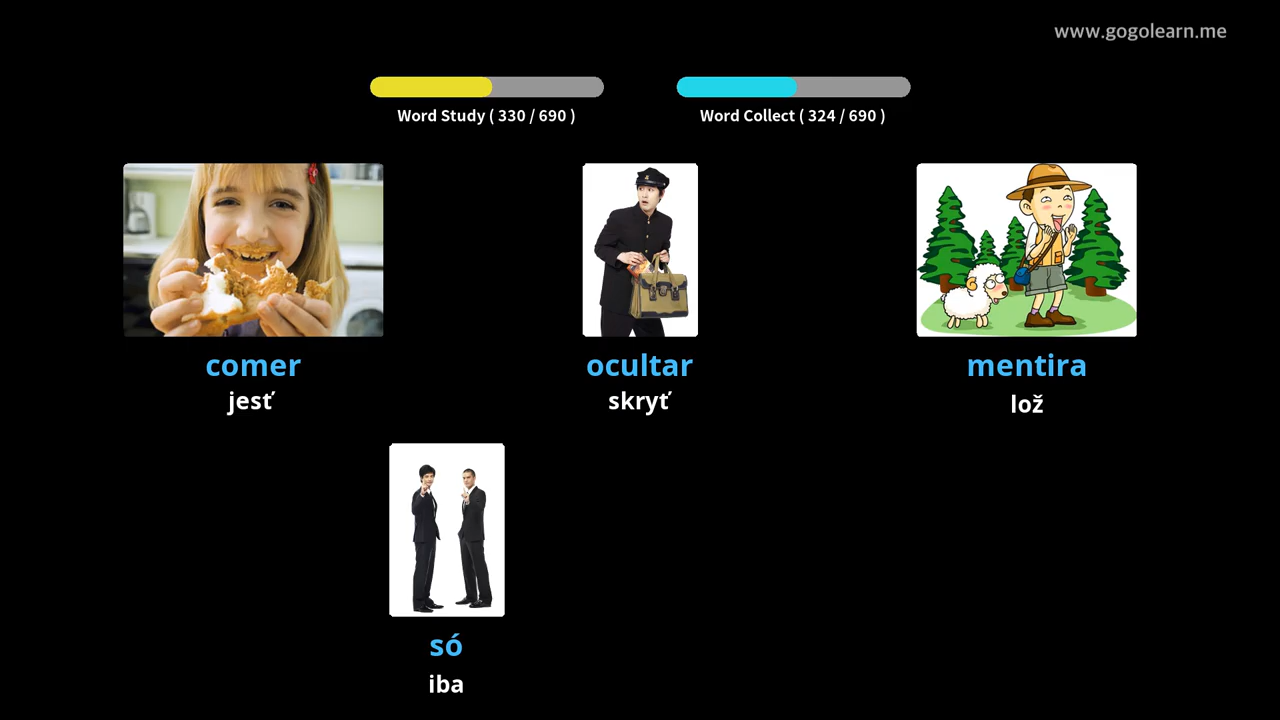 www.gogolearn.me
Word Study ( 330 / 690 )
Word Collect ( 324 / 690 )
comer
jesť
ocultar
skryť
mentira
lož
só
iba